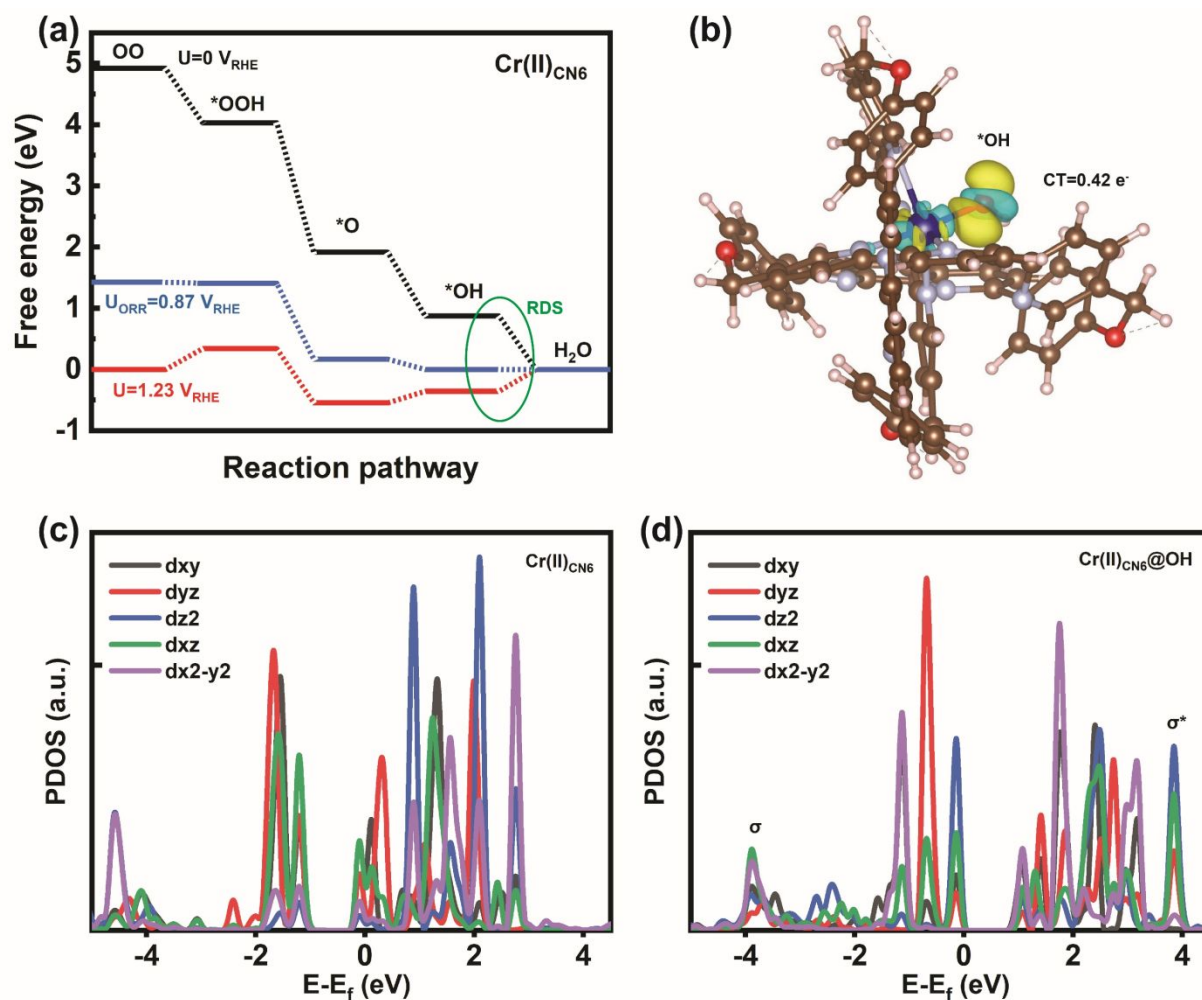 (a)
OO
U=0 V_RHE
Cr(II)_CN6
*OOH
*O
*OH
RDS
U_ORR=0.87 V_RHE
H₂O
U=1.23 V_RHE
5
4
3
2
1
0
-1
Free energy (eV)
Reaction pathway
(b)
*OH
CT=0.42 e⁻
(c)
dxy
dyz
dz2
dxz
dx2-y2
Cr(II)_CN6
PDOS (a.u.)
-4 -2 0 2 4
E-E_f (eV)
(d)
dxy
dyz
dz2
dxz
dx2-y2
Cr(II)_CN6@OH
σ*
σ
PDOS (a.u.)
-4 -2 0 2 4
E-E_f (eV)